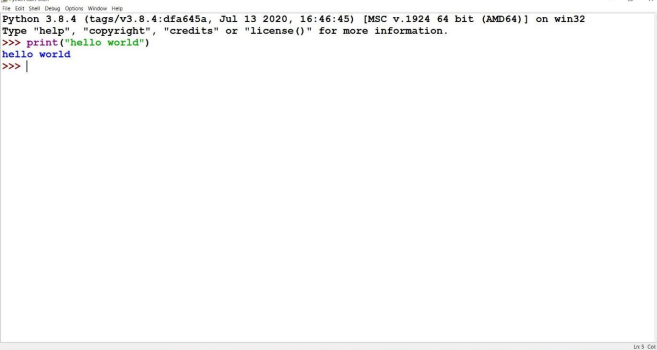 File Edit Shell Debug Options Window Help
Python 3.8.4 (tags/v3.8.4:dfa645a, Jul 13 2020, 16:46:45) [MSC v.1924 64 bit (AMD64)] on win32
Type "help", "copyright", "credits" or "license()" for more information.
>>> print("hello world")
hello world
>>>
Ln 5 Col